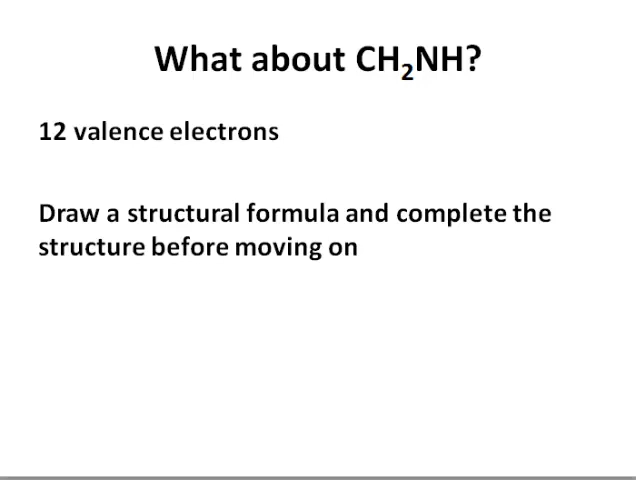 What about CH₂NH?
12 valence electrons
Draw a structural formula and complete the
structure before moving on